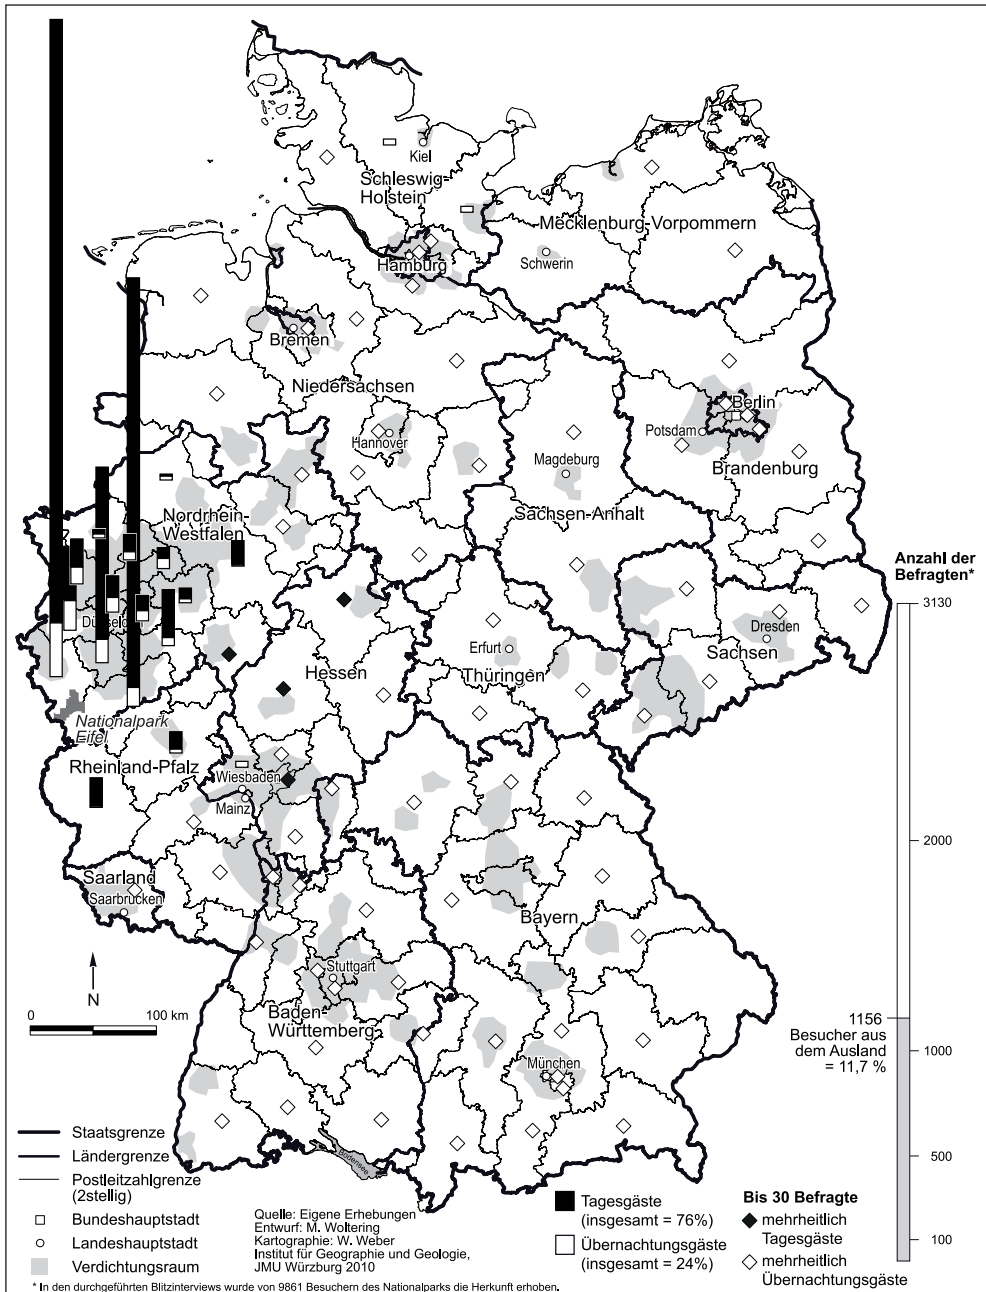 Kiel
Schleswig-
Holstein
Mecklenburg-Vorpommern
Hamburg
Schwerin
Bremen
Niedersachsen
Berlin
Hannover
Potsdam
Magdeburg
Brandenburg
Nordrhein-
Westfalen
Sachsen-Anhalt
Anzahl der
Befragten*
3130
Düsseldorf
Dresden
Erfurt
Sachsen
Hessen
Thüringen
Nationalpark
Eifel
Rheinland-Pfalz
Wiesbaden
Mainz
2000
Saarland
Saarbrücken
Bayern
Stuttgart
N
Baden-
Württemberg
0
100 km
1156
Besucher aus
dem Ausland
= 11,7 %
1000
München
500
100
Bodensee
Staatsgrenze
Ländergrenze
Postleitzahlgrenze
(2stellig)
Bundeshauptstadt
Landeshauptstadt
Verdichtungsraum
Quelle: Eigene Erhebungen
Entwurf: M. Woltering
Kartographie: W. Weber
Institut für Geographie und Geologie,
JMU Würzburg 2010
Tagesgäste
(insgesamt = 76%)
Übernachtungsgäste
(insgesamt = 24%)
Bis 30 Befragte
mehrheitlich
Tagesgäste
mehrheitlich
Übernachtungsgäste
* In den durchgeführten Blitzinterviews wurde von 9861 Besuchern des Nationalparks die Herkunft erhoben.